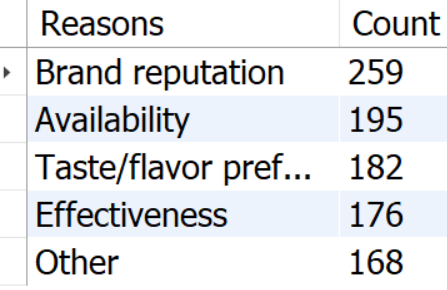 Reasons Count
Brand reputation 259
Availability 195
Taste/flavor pref... 182
Effectiveness 176
Other 168